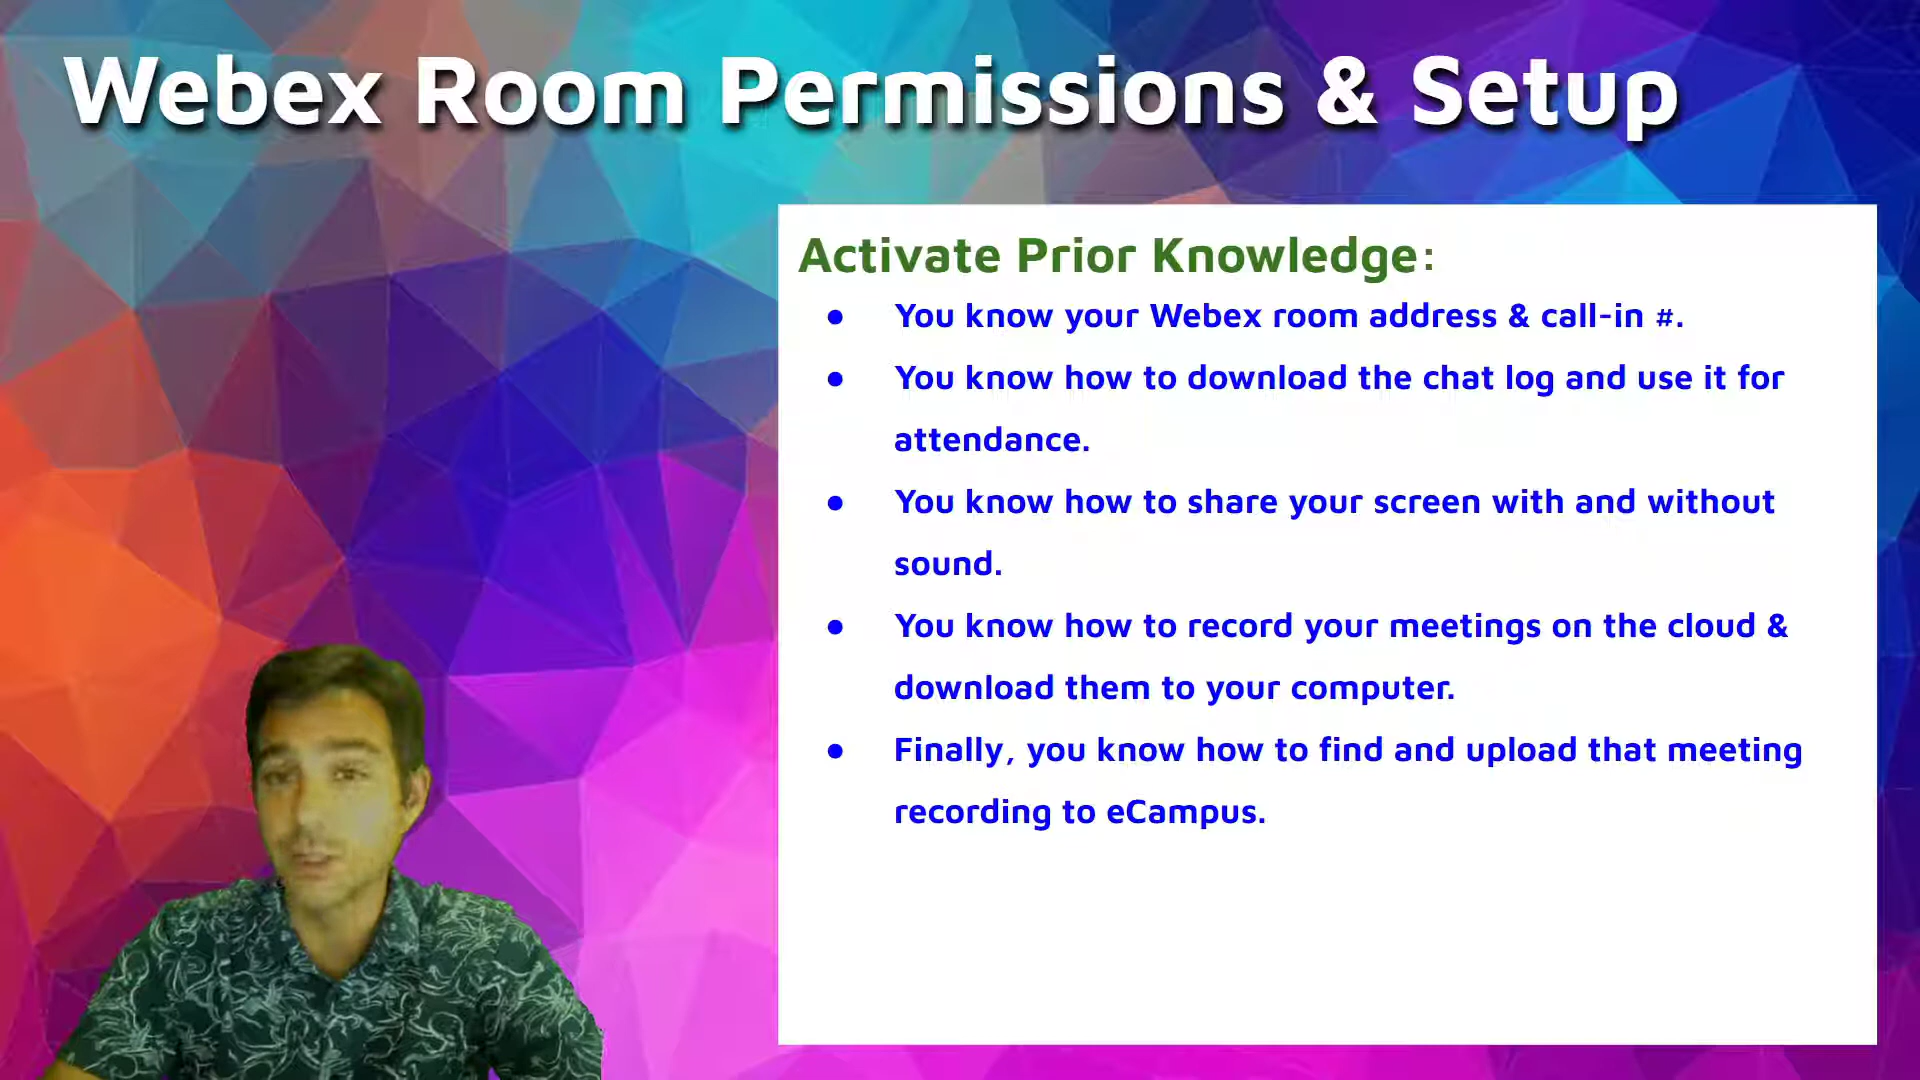 Webex Room Permissions & Setup
Activate Prior Knowledge:
● You know your Webex room address & call-in #.
● You know how to download the chat log and use it for
attendance.
● You know how to share your screen with and without
sound.
● You know how to record your meetings on the cloud &
download them to your computer.
● Finally, you know how to find and upload that meeting
recording to eCampus.